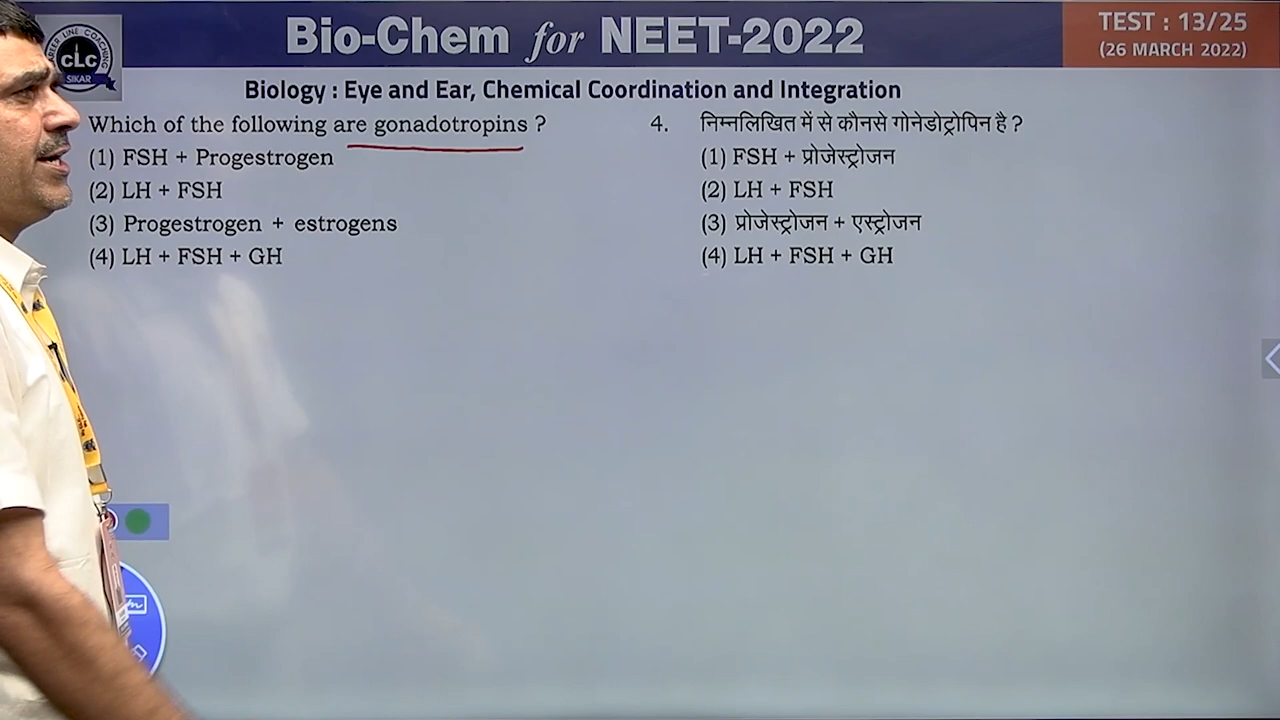 Bio-Chem for NEET-2022
TEST : 13/25
(26 MARCH 2022)
CLC
SIKAR
Biology : Eye and Ear, Chemical Coordination and Integration
Which of the following are gonadotropins ?
(1) FSH + Progestrogen
(2) LH + FSH
(3) Progestrogen + estrogens
(4) LH + FSH + GH
4. निम्नलिखित में से कौनसे गोनेडोट्रोपिन है ?
(1) FSH + प्रोजेस्ट्रोजन
(2) LH + FSH
(3) प्रोजेस्ट्रोजन + एस्ट्रोजन
(4) LH + FSH + GH